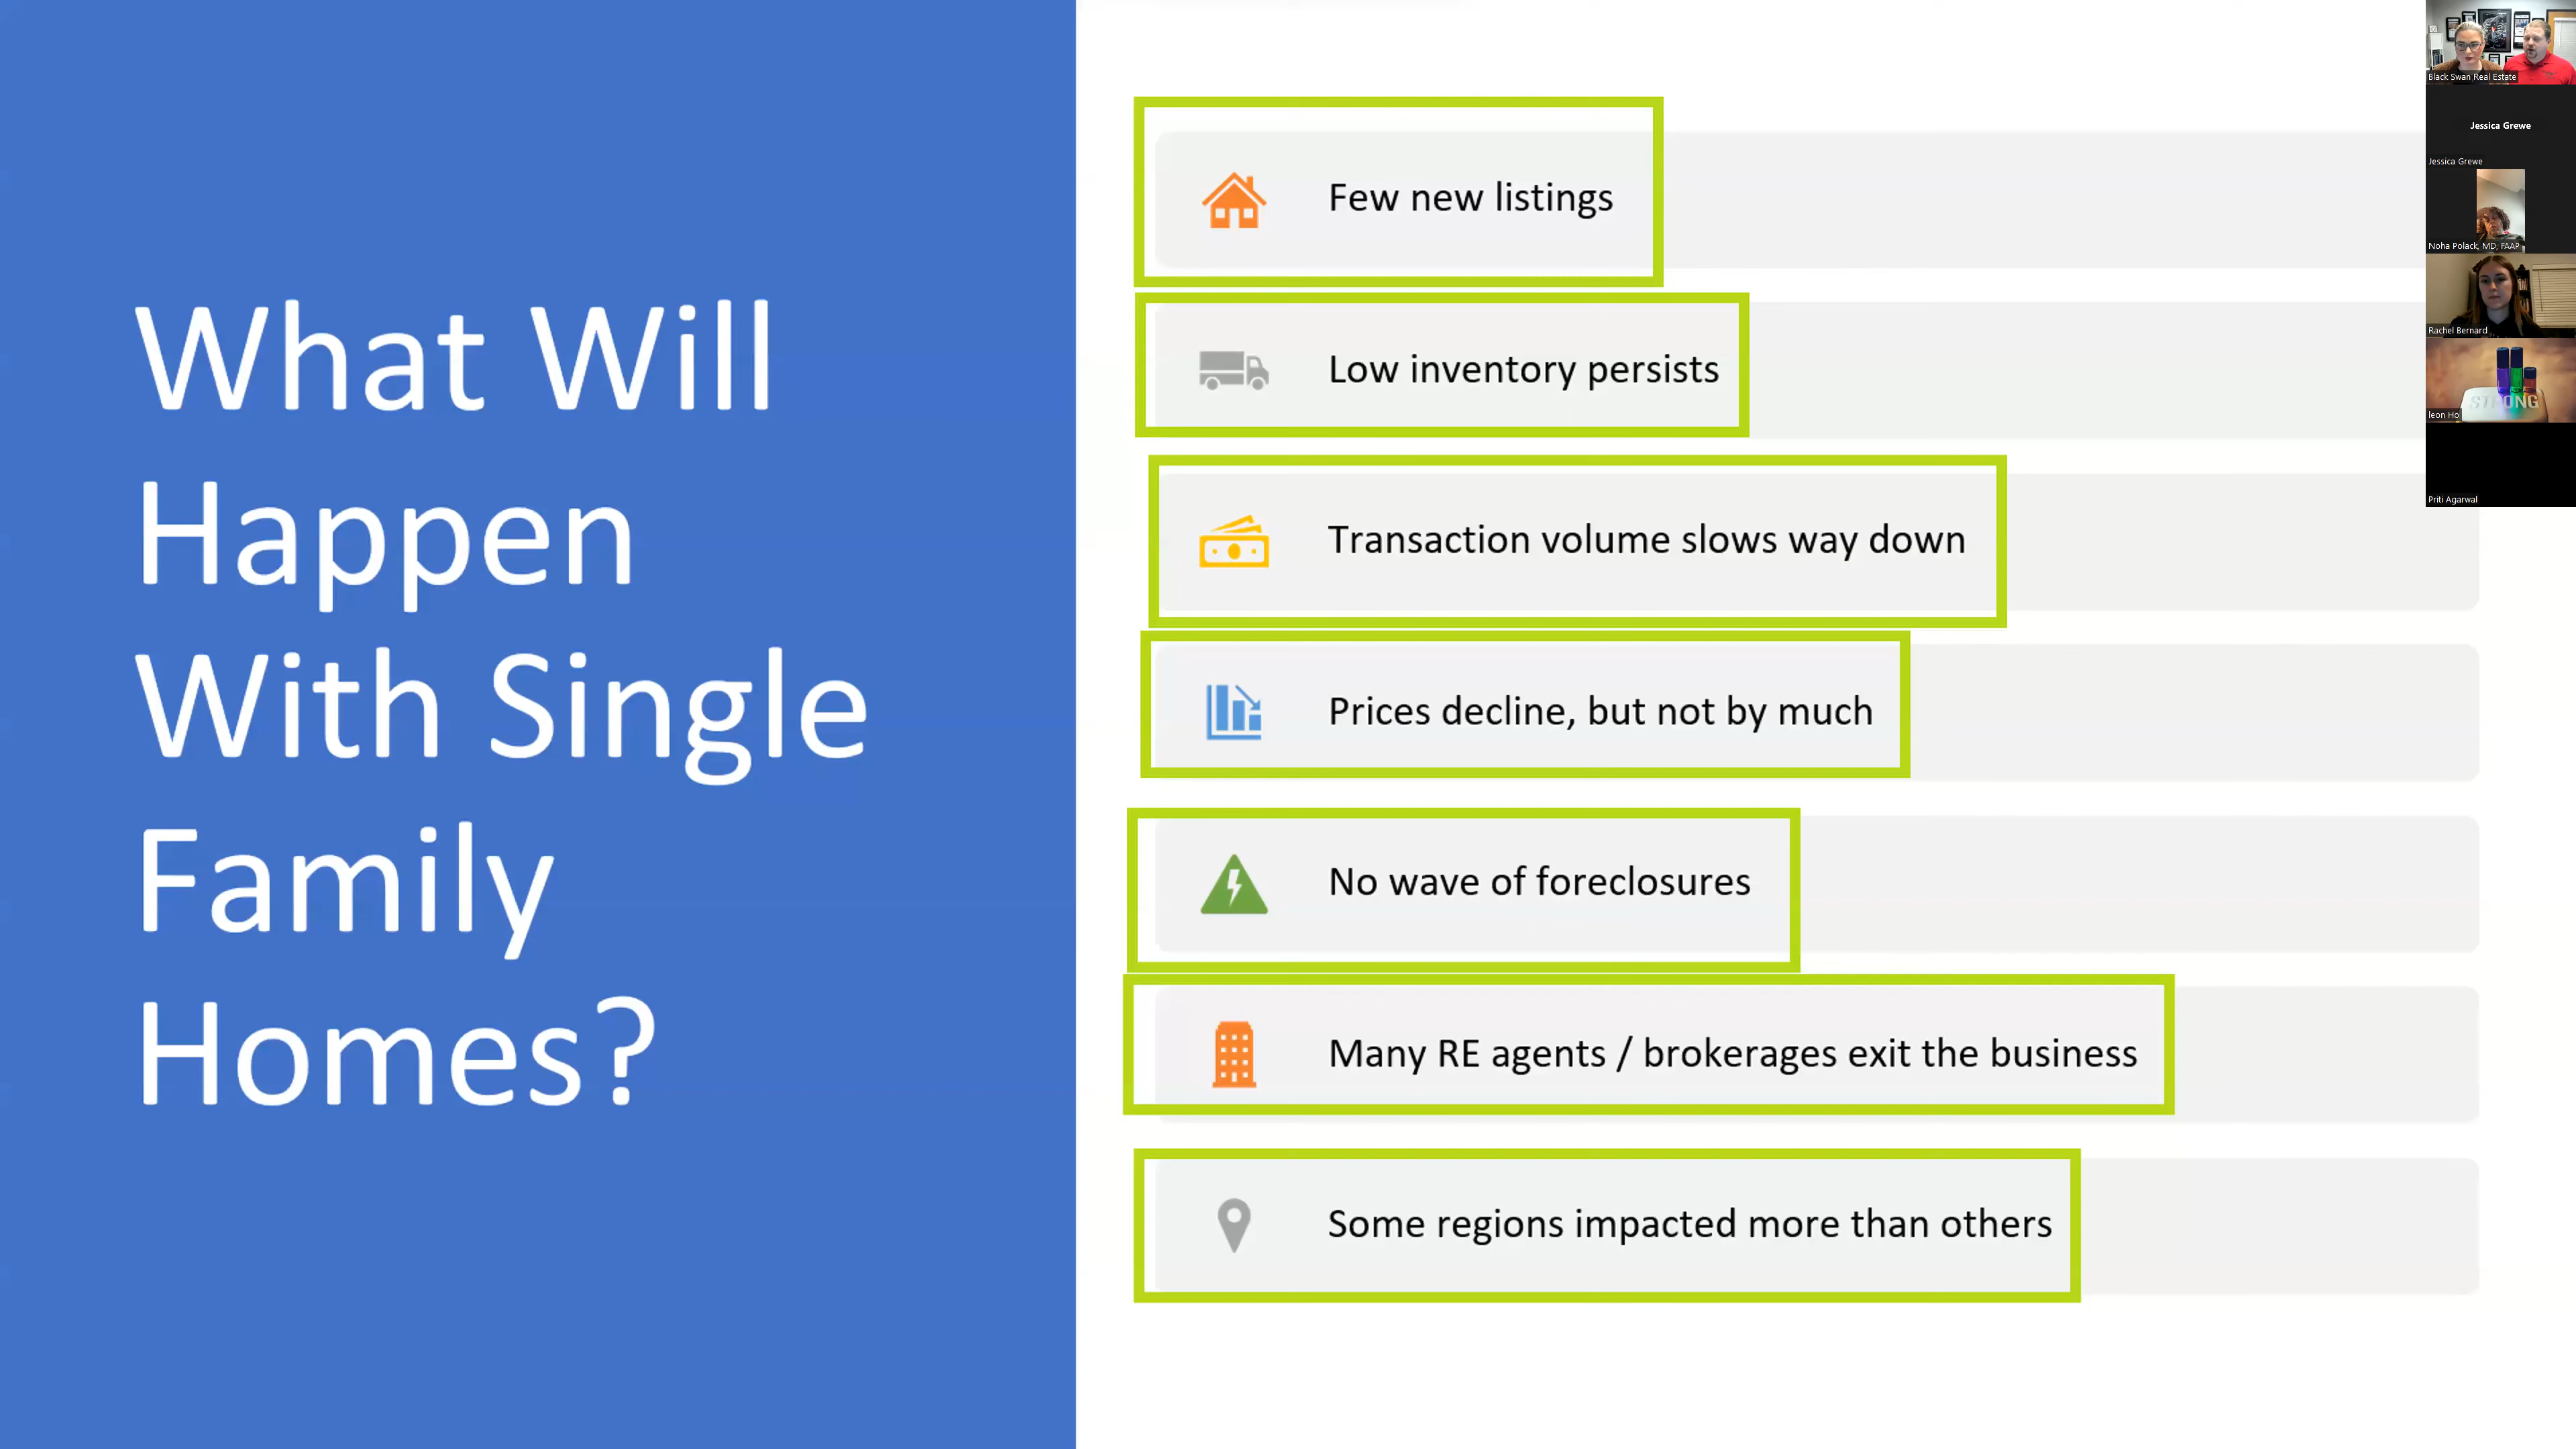 What Will
Happen
With Single
Family
Homes?
Few new listings
Low inventory persists
Transaction volume slows way down
Prices decline, but not by much
No wave of foreclosures
Many RE agents / brokerages exit the business
Some regions impacted more than others
Black Swan Real Estate
Jessica Grewe
Jessica Grewe
Noha Polack, MD, FAAP
Rachel Bernard
STRONG
leon Ho
Priti Agarwal